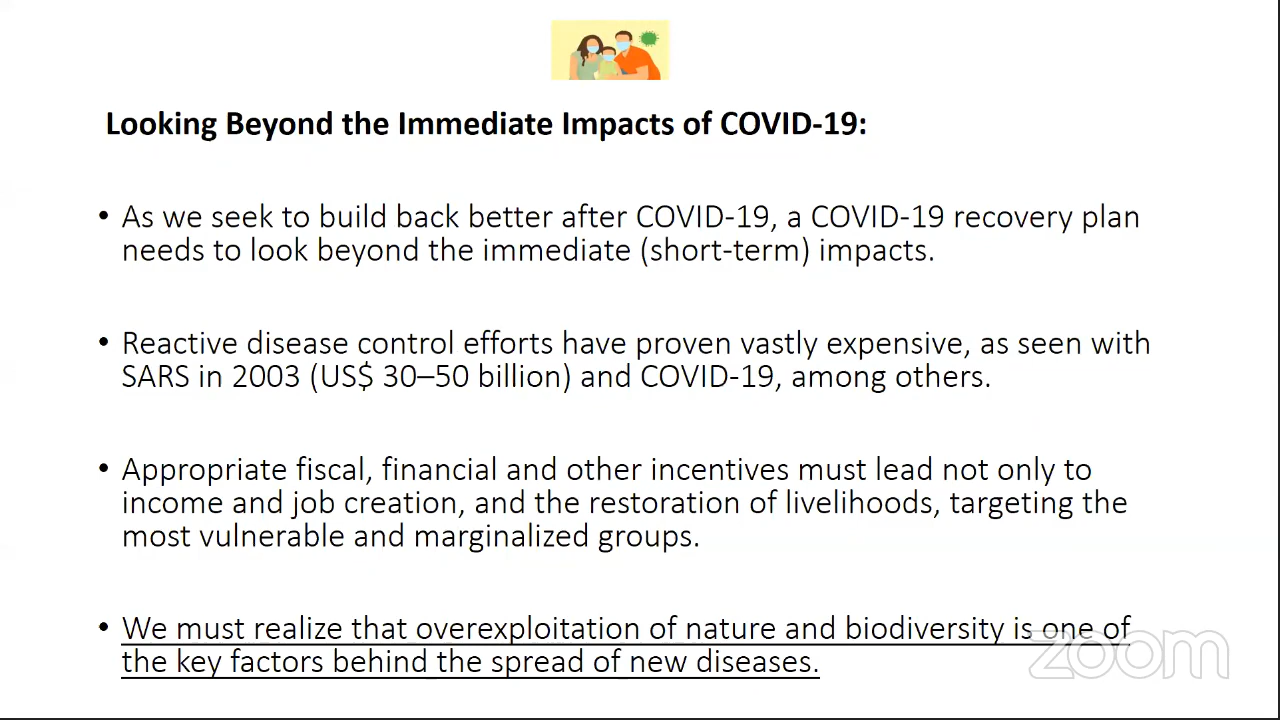 Looking Beyond the Immediate Impacts of COVID-19:
• As we seek to build back better after COVID-19, a COVID-19 recovery plan
needs to look beyond the immediate (short-term) impacts.
• Reactive disease control efforts have proven vastly expensive, as seen with
SARS in 2003 (US$ 30–50 billion) and COVID-19, among others.
• Appropriate fiscal, financial and other incentives must lead not only to
income and job creation, and the restoration of livelihoods, targeting the
most vulnerable and marginalized groups.
• We must realize that overexploitation of nature and biodiversity is one of
the key factors behind the spread of new diseases.
zoom